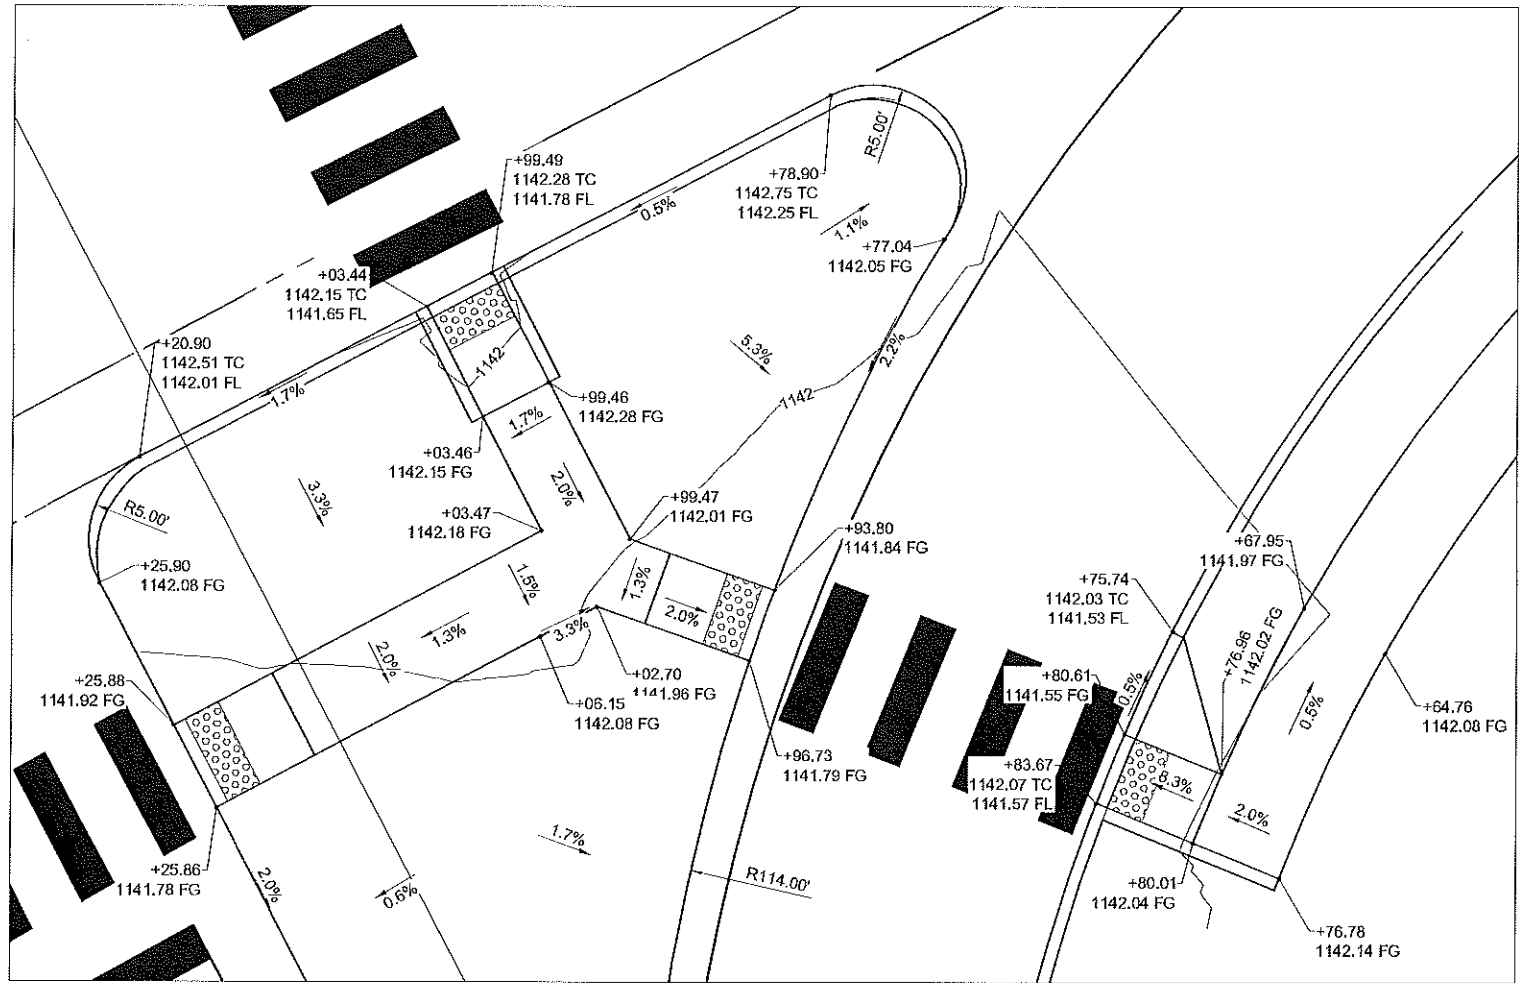 +99.49
1142.28 TC
1141.78 FL
+78.90
1142.75 TC
1142.25 FL
R5.00'
0.5%
1.1%
+77.04
1142.05 FG
+03.44
1142.15 TC
1141.65 FL
+20.90
1142.51 TC
1142.01 FL
1142
5.3%
2.2%
1.7%
1142
+99.46
1142.28 FG
1.7%
+03.46
1142.15 FG
2.0%
3.3%
R5.00'
+03.47
1142.18 FG
+99.47
1142.01 FG
+93.80
1141.84 FG
+67.95
1141.97 FG
+25.90
1142.08 FG
1.5%
1.3%
2.0%
+75.74
1142.03 TC
1141.53 FL
1.3%
3.3%
2.0%
+76.96
1142.02 FG
+25.88
1141.92 FG
+02.70
1141.96 FG
+06.15
1142.08 FG
+80.61
1141.55 FG
0.5%
0.5%
+64.76
1142.08 FG
+96.73
1141.79 FG
+83.67
1142.07 TC
1141.57 FL
8.3%
2.0%
1.7%
+25.86
1141.78 FG
2.0%
0.6%
R114.00'
+80.01
1142.04 FG
+76.78
1142.14 FG